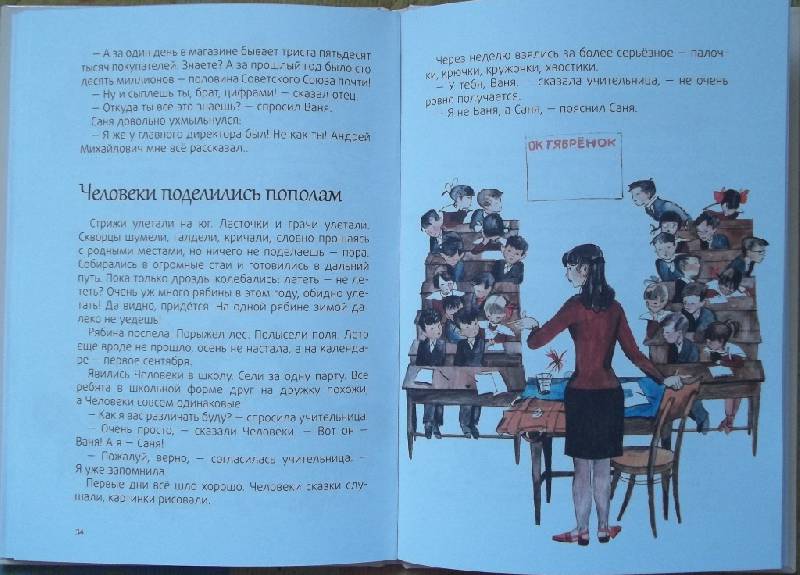 – А за один день в магазине бывает триста пятьдесят
тысяч покупателей. Знаете? А за прошлый год было сто
десять миллионов – половина Советского Союза почти!
– Ну и сыплешь ты, брат, цифрами! – сказал отец.
– Откуда ты всё это знаешь? – спросил Ваня.
Саня довольно ухмыльнулся:
– Я же у главного директора был! Не как ты! Андрей
Михайлович мне всё рассказал...
Человеки поделились пополам
Стрижи улетали на юг. Ласточки и грачи улетали.
Скворцы шумели, галдели, кричали, словно прощаясь
с родными местами, но ничего не поделаешь – пора.
Собирались в огромные стаи и готовились в дальний
путь. Пока только дрозды колебались: лететь – не ле-
теть? Очень уж много рябины в этом году, обидно уле-
тать! Да видно, придётся. На одной рябине зимой да-
леко не уедешь!
Рябина поспела. Порыжел лес. Полысели поля. Лето
ещё вроде не прошло, осень не настала, а на календа-
ре – первое сентября.
Явились Человеки в школу. Сели за одну парту. Все
ребята в школьной форме друг на дружку похожи,
а Человеки совсем одинаковые.
– Как я вас различать буду? – спросила учительница.
– Очень просто, – сказали Человеки. – Вот он –
Ваня! А я – Саня!
– Пожалуй, верно, – согласилась учительница. –
Я уже запомнила.
Первые дни всё шло хорошо. Человеки сказки слу-
шали, картинки рисовали.
34
Через неделю взялись за более серьёзное – палоч-
ки, крючки, кружочки, хвостики.
– У тебя, Ваня, – сказала учительница, – не очень
ровно получается.
– Я не Ваня, а Саня, – пояснил Саня.
ОКТЯБРЁНОК